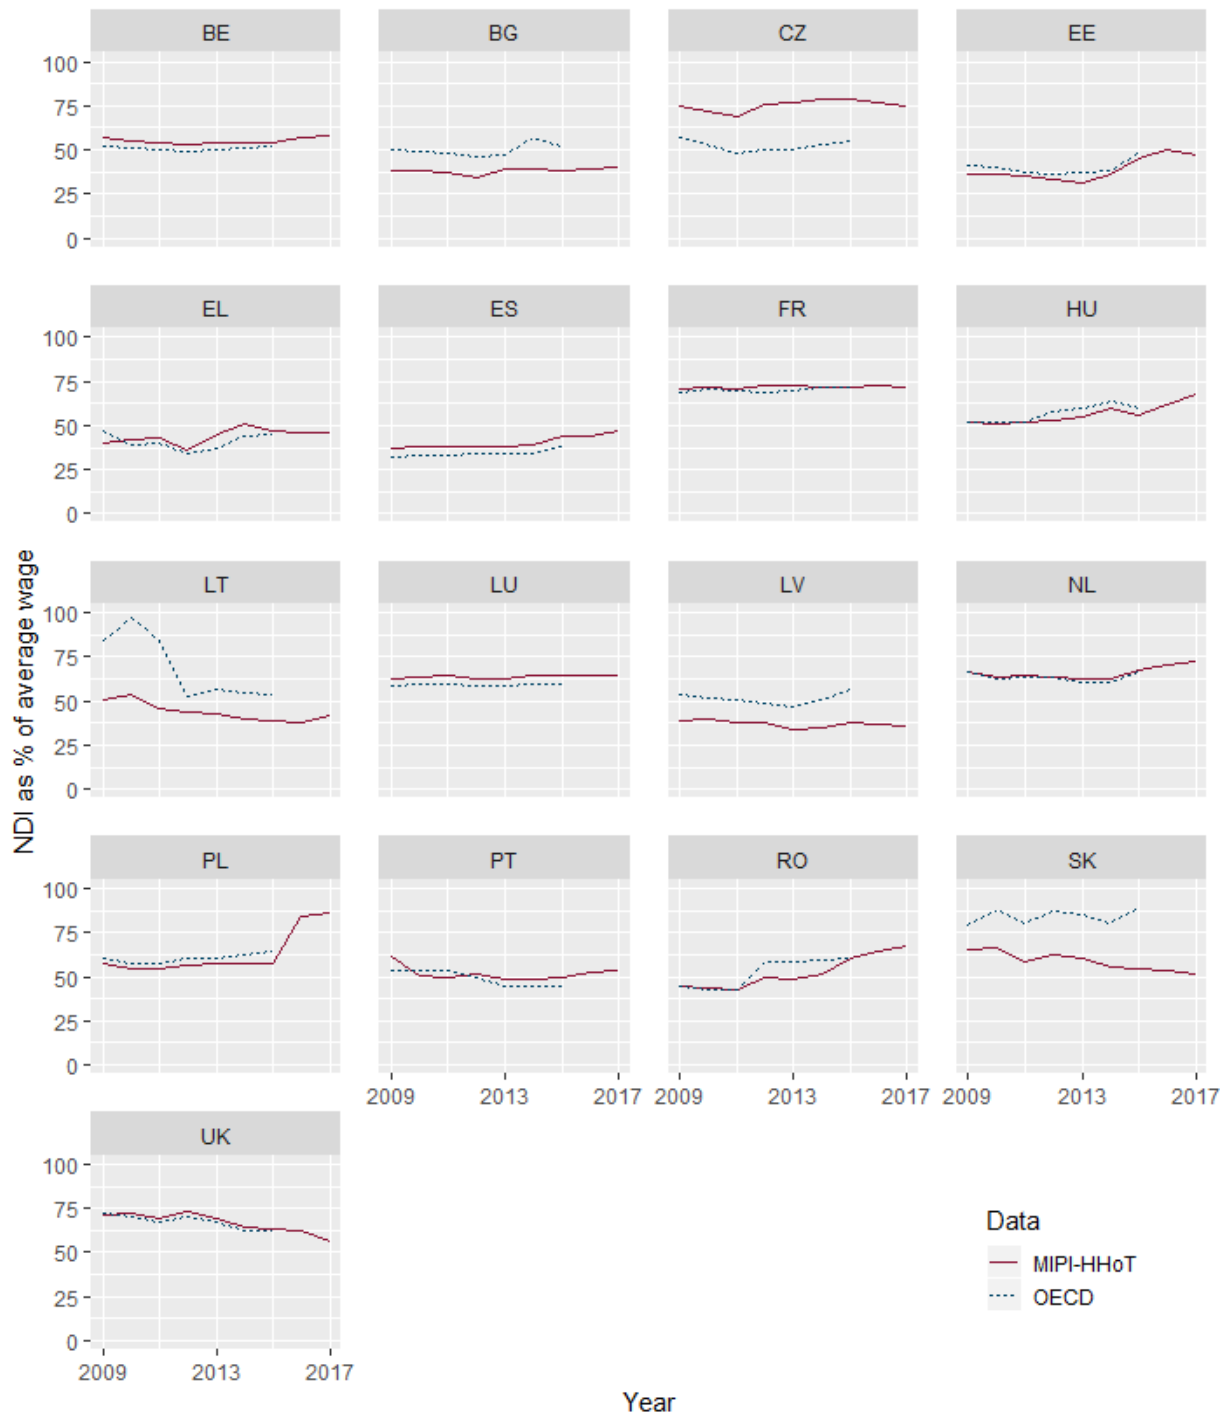 BE BG CZ EE
100
75
50
25
0
EL ES FR HU
100
75
50
25
0
NDI as % of average wage
LT LU LV NL
100
75
50
25
0
PL PT RO SK
100
75
50
25
0
2009 2013 2017 2009 2013 2017 2009 2013 2017
UK
100
75
50
25
0
2009 2013 2017
Year
Data
MIPI-HHoT
OECD